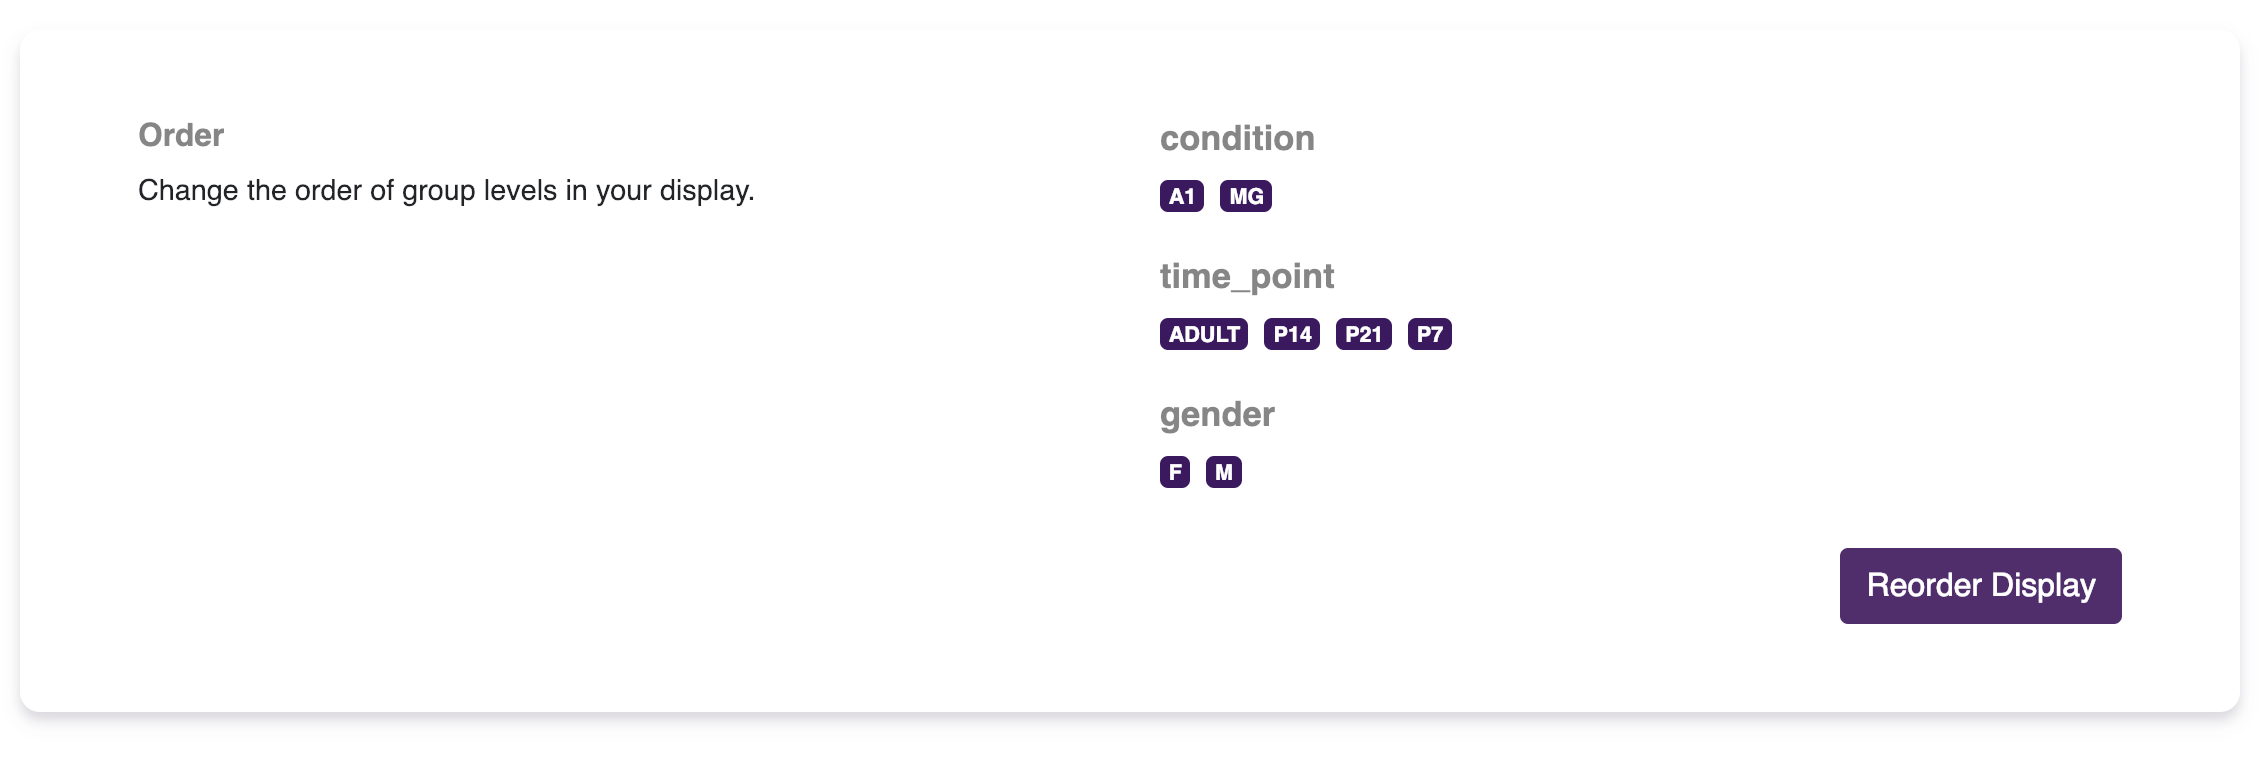 Order
Change the order of group levels in your display.
condition
A1 MG
time_point
ADULT P14 P21 P7
gender
F M
Reorder Display